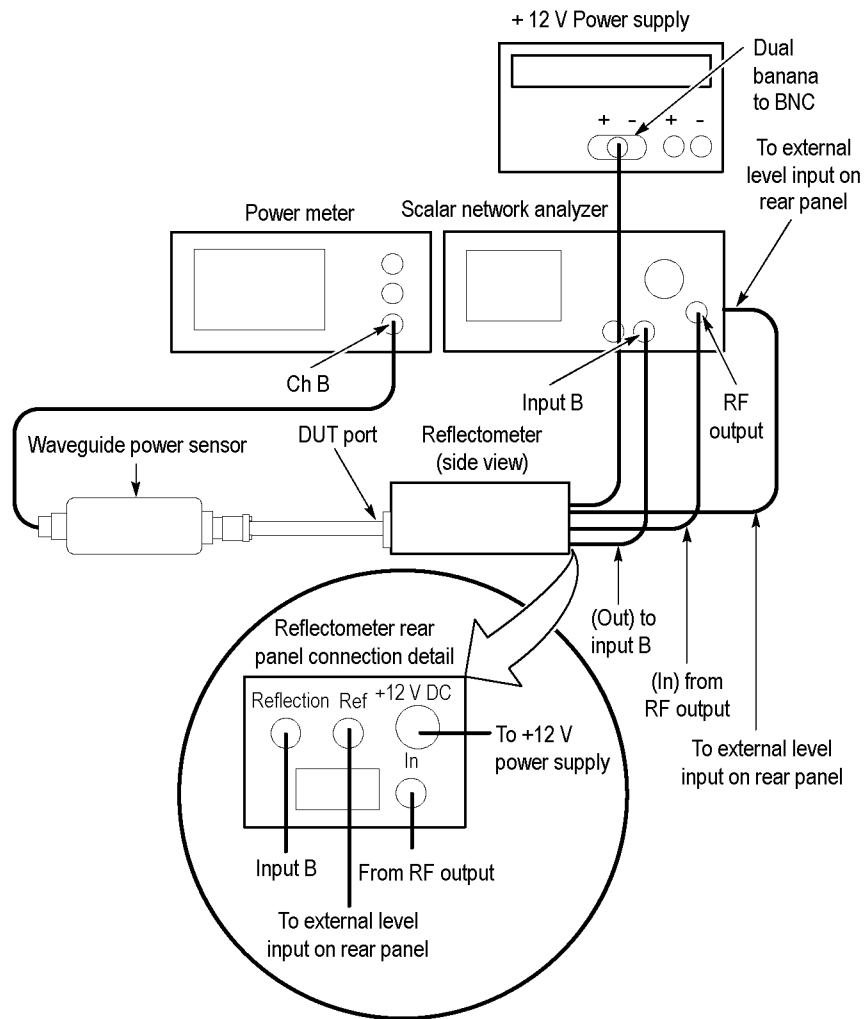 + 12 V Power supply
Dual
banana
to BNC
+ - + -
To external
level input on
rear panel
Power meter
Scalar network analyzer
Ch B
Input B
RF
output
Waveguide power sensor
DUT port
Reflectometer
(side view)
(Out) to
input B
(In) from
RF output
To external level
input on rear panel
Reflectometer rear
panel connection detail
Reflection Ref +12 V DC
To +12 V
power supply
In
Input B
From RF output
To external level
input on rear panel